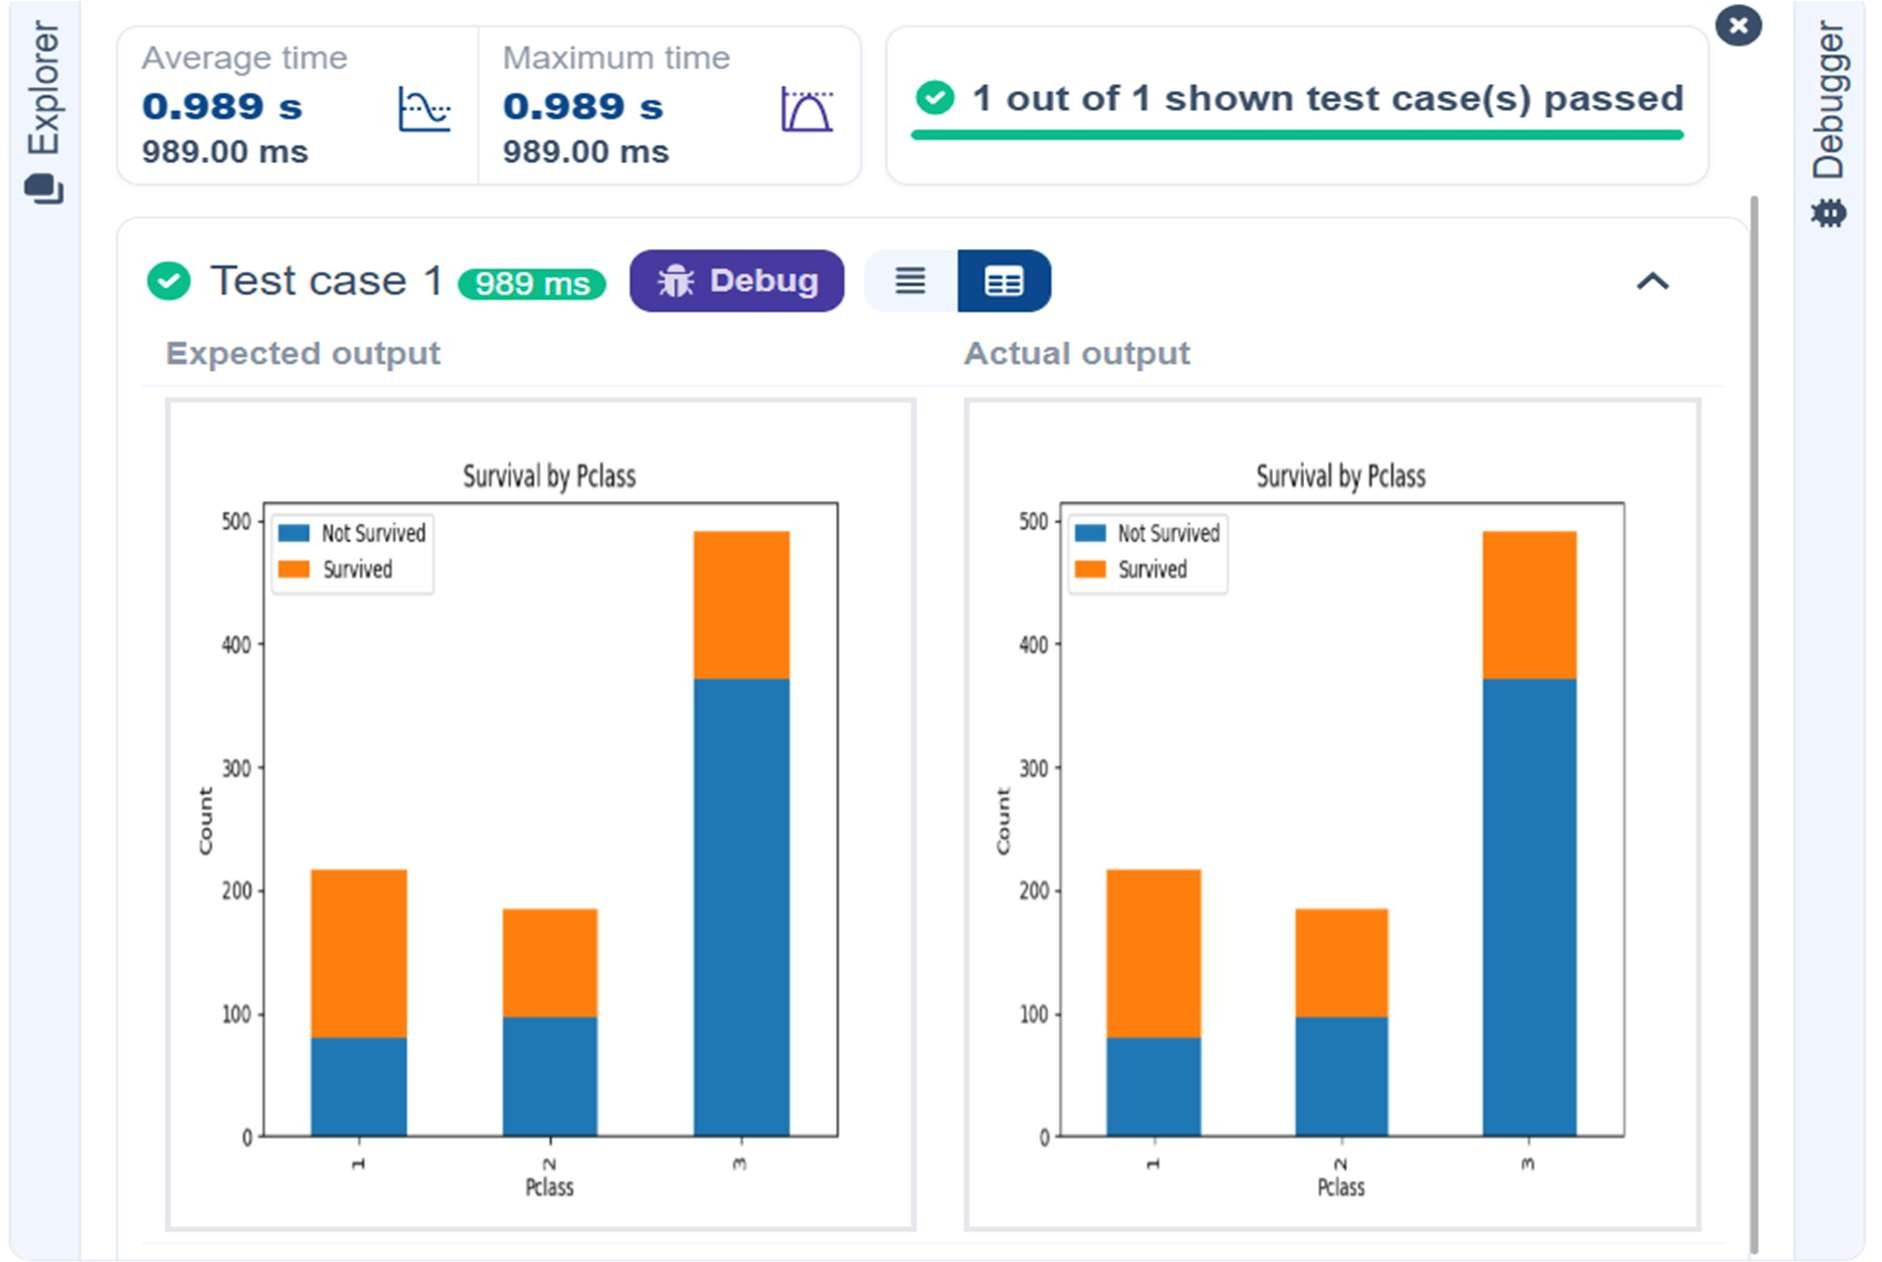 Explorer
Average time
0.989 s
989.00 ms
Maximum time
0.989 s
989.00 ms
1 out of 1 shown test case(s) passed
Debugger
Test case 1
989 ms
Debug
Expected output
Actual output
Survival by Pclass
Not Survived
Survived
500
400
300
200
100
0
Count
1
2
3
Pclass
Survival by Pclass
Not Survived
Survived
500
400
300
200
100
0
Count
1
2
3
Pclass